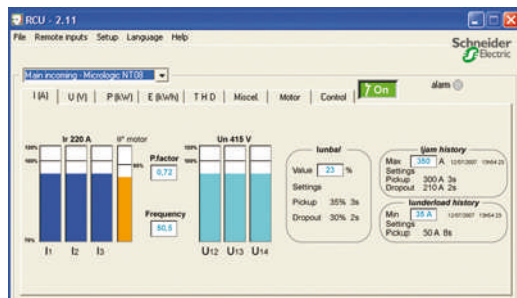 RCU - 2.11
File Remote inputs Setup Language Help
Schneider
Electric
Main incoming - Micrologic NT08
On
alarm
I (A) U (V) P (kW) E (kWh) T H D Miscel. Motor Control
Ir 220 A
motor
Un 415 V
P.factor
0,72
Frequency
Iunbal
Value 23 %
Settings
Pickup 35% 3s
Dropout 30% 2s
Ijam history
Max 350 A 12/07/2007
Settings
Pickup 300 A 3s
Dropout 210 A 2s
Iunderload history
Min 35 A 12/07/2007
Settings
Pickup 50 A 8s
I1 I2 I3
U12 U13 U14